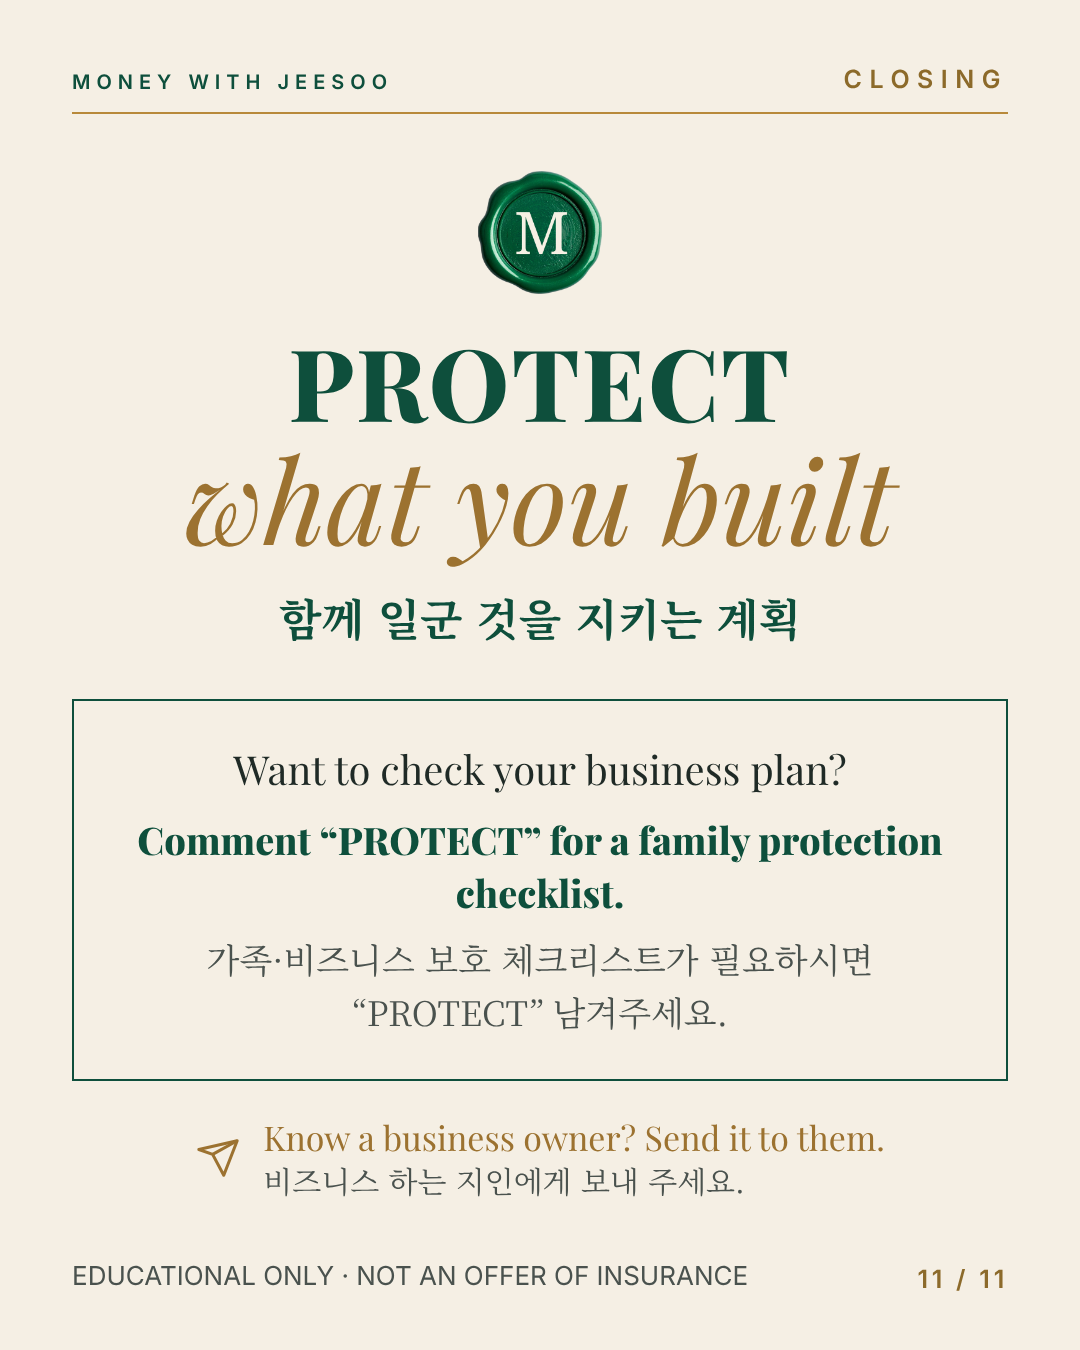 MONEY WITH JEESOO
CLOSING
M
PROTECT
what you built
함께 일군 것을 지키는 계획
Want to check your business plan?
Comment “PROTECT” for a family protection
checklist.
가족·비즈니스 보호 체크리스트가 필요하시면
“PROTECT” 남겨주세요.
Know a business owner? Send it to them.
비즈니스 하는 지인에게 보내 주세요.
EDUCATIONAL ONLY · NOT AN OFFER OF INSURANCE
11 / 11